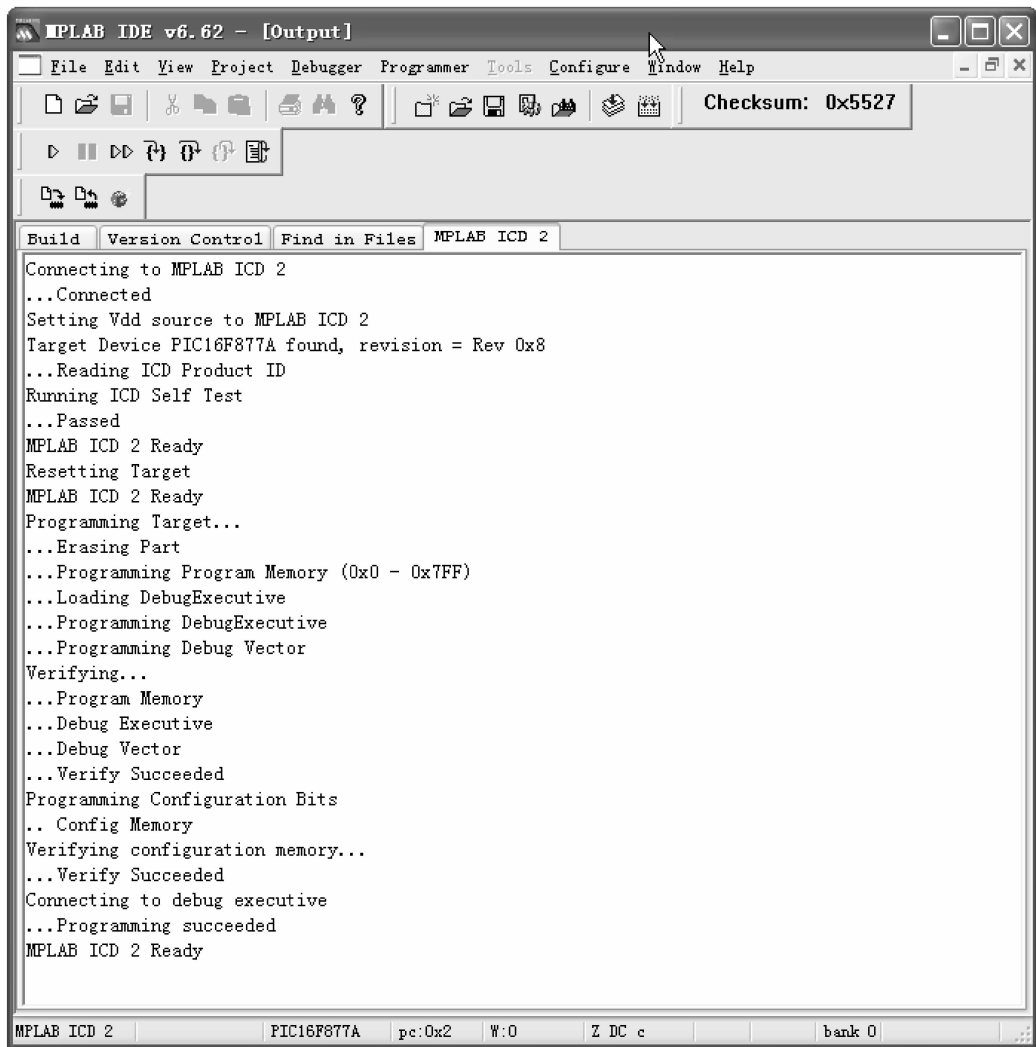 MPLAB IDE v6.62 - [Output]
File Edit View Project Debugger Programmer Tools Configure Window Help
Checksum: 0x5527
Build Version Control Find in Files MPLAB ICD 2
Connecting to MPLAB ICD 2
...Connected
Setting Vdd source to MPLAB ICD 2
Target Device PIC16F877A found, revision = Rev 0x8
...Reading ICD Product ID
Running ICD Self Test
...Passed
MPLAB ICD 2 Ready
Resetting Target
MPLAB ICD 2 Ready
Programming Target...
...Erasing Part
...Programming Program Memory (0x0 - 0x7FF)
...Loading DebugExecutive
...Programming DebugExecutive
...Programming Debug Vector
Verifying...
...Program Memory
...Debug Executive
...Debug Vector
...Verify Succeeded
Programming Configuration Bits
.. Config Memory
Verifying configuration memory...
...Verify Succeeded
Connecting to debug executive
...Programming succeeded
MPLAB ICD 2 Ready
MPLAB ICD 2 PIC16F877A pc:0x2 W:0 Z DC c bank 0